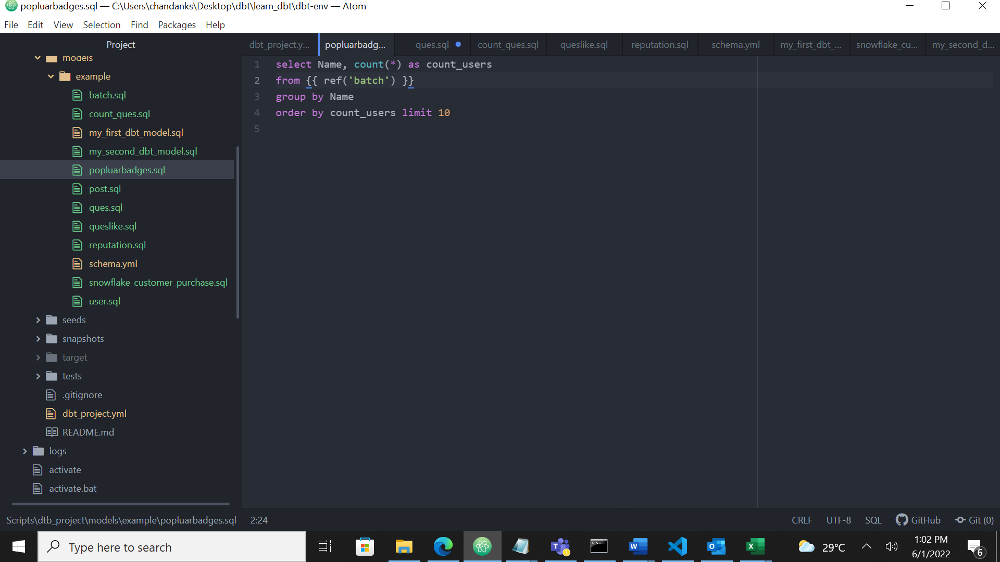 popluarbadges.sql — C:\Users\chandanks\Desktop\dbt\learn_dbt\dbt-env — Atom
File Edit View Selection Find Packages Help
Project
models
example
batch.sql
count_ques.sql
my_first_dbt_model.sql
my_second_dbt_model.sql
popluarbadges.sql
post.sql
ques.sql
queslike.sql
reputation.sql
schema.yml
snowflake_customer_purchase.sql
user.sql
seeds
snapshots
target
tests
.gitignore
dbt_project.yml
README.md
logs
activate
activate.bat
dbt_project.y... popluarbadg... ques.sql count_ques.sql queslike.sql reputation.sql schema.yml my_first_dbt_... snowflake_cu... my_second_d...
1 select Name, count(*) as count_users
2 from {{ ref('batch') }}
3 group by Name
4 order by count_users limit 10
5
Scripts\dtb_project\models\example\popluarbadges.sql 2:24 CRLF UTF-8 SQL GitHub Git (0)
Type here to search
29°C
1:02 PM
6/1/2022
6